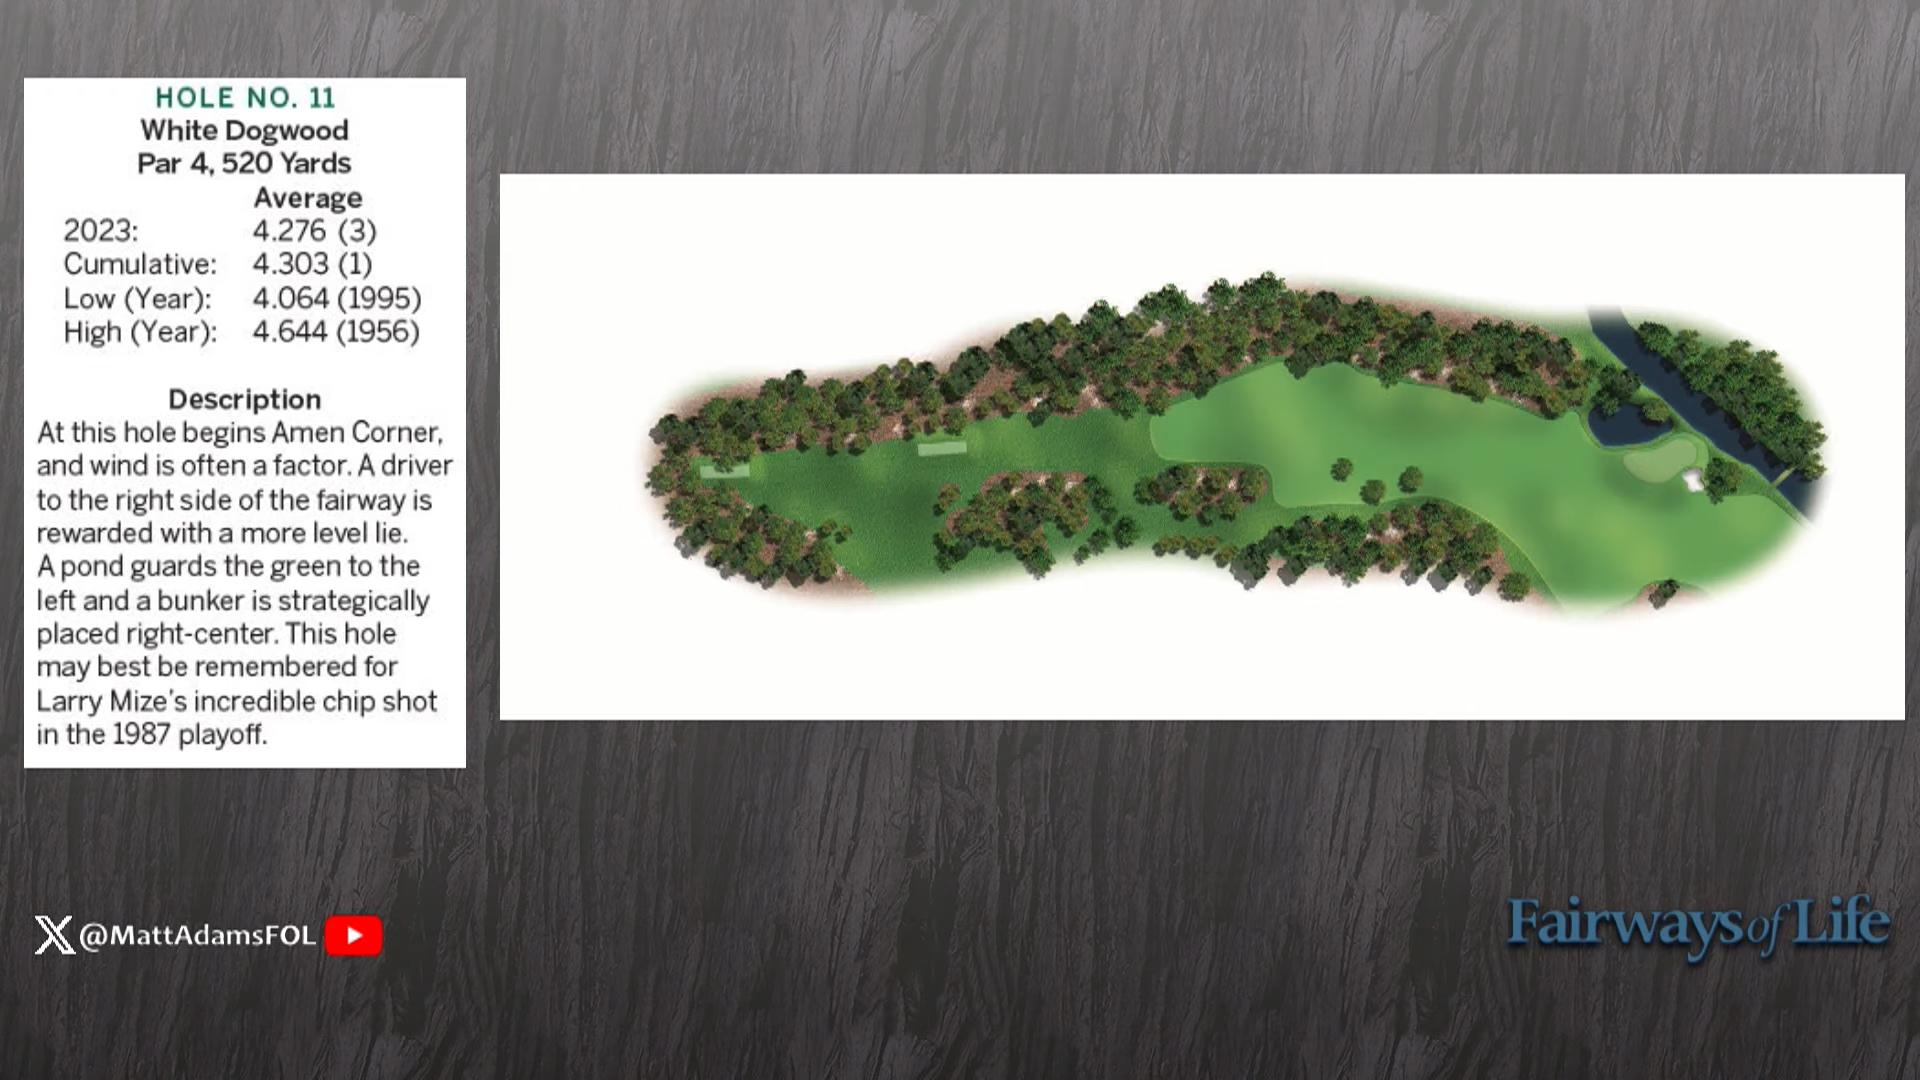 HOLE NO. 11
White Dogwood
Par 4, 520 Yards
Average
2023: 4.276 (3)
Cumulative: 4.303 (1)
Low (Year): 4.064 (1995)
High (Year): 4.644 (1956)
Description
At this hole begins Amen Corner,
and wind is often a factor. A driver
to the right side of the fairway is
rewarded with a more level lie.
A pond guards the green to the
left and a bunker is strategically
placed right-center. This hole
may best be remembered for
Larry Mize's incredible chip shot
in the 1987 playoff.
X @MattAdamsFOL
Fairways of Life